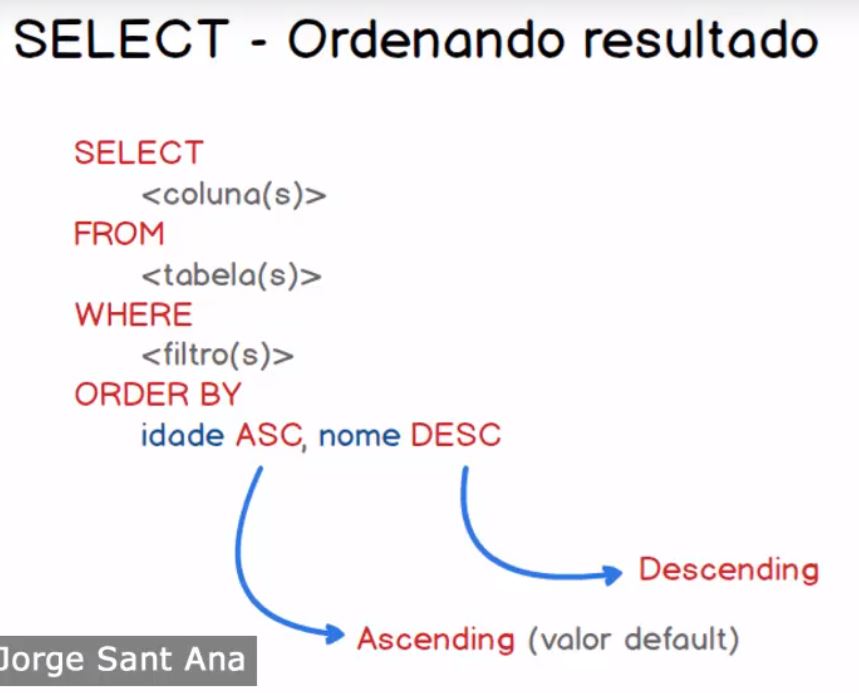 SELECT - Ordenando resultado
SELECT
<coluna(s)>
FROM
<tabela(s)>
WHERE
<filtro(s)>
ORDER BY
idade ASC, nome DESC
Descending
Ascending (valor default)
Jorge Sant Ana